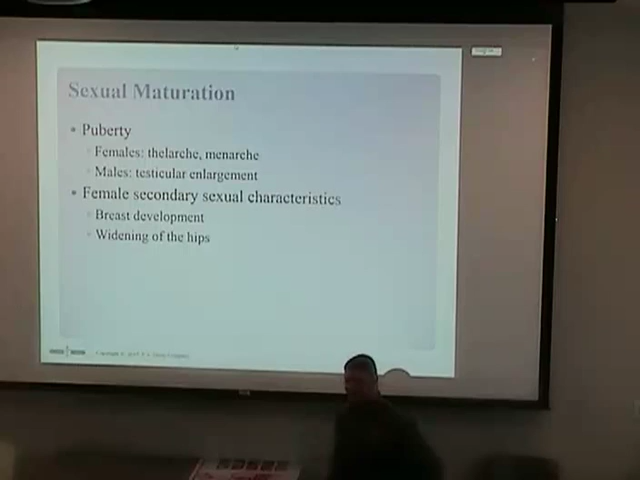 Sexual Maturation
Puberty
Females: thelarche, menarche
Males: testicular enlargement
Female secondary sexual characteristics
Breast development
Widening of the hips